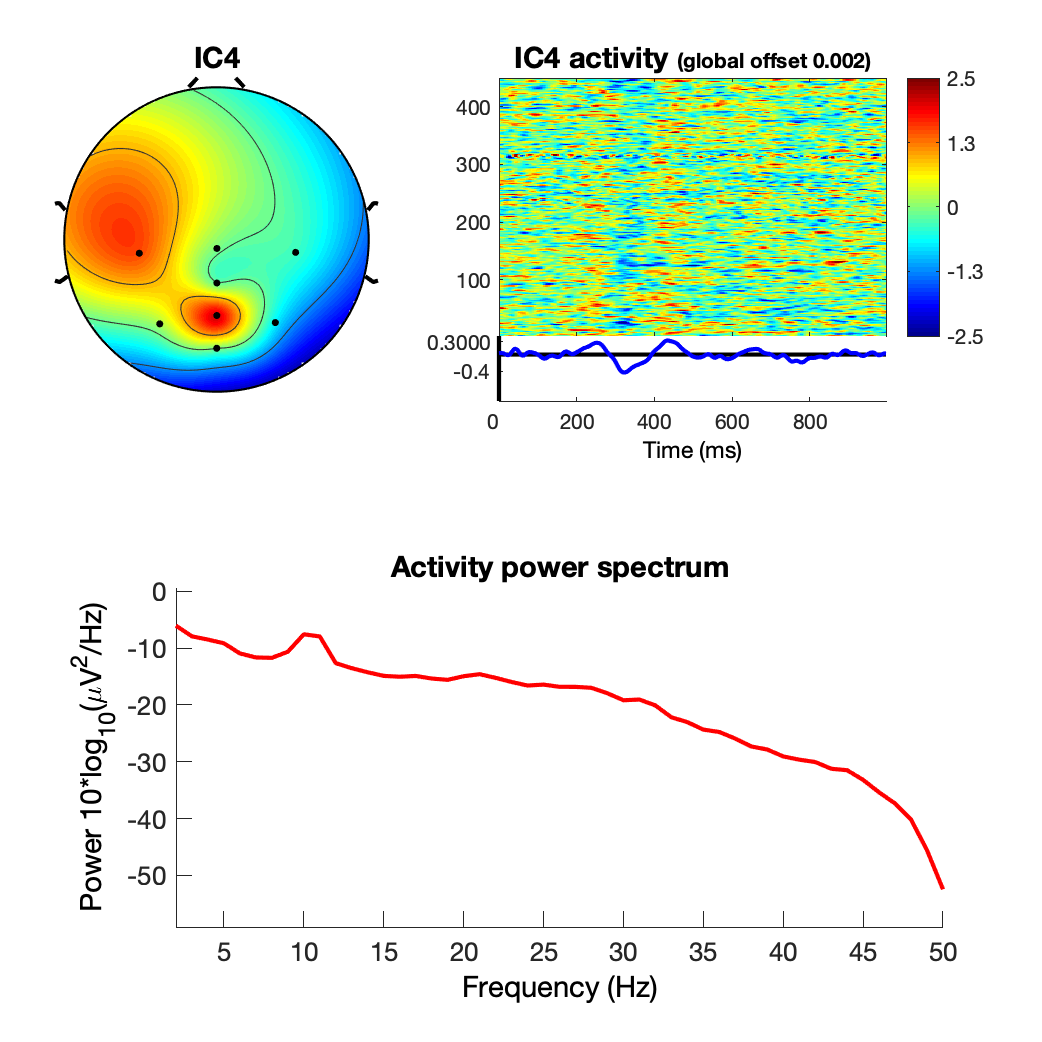 IC4
IC4 activity (global offset 0.002)
400
300
200
100
2.5
1.3
0
-1.3
-2.5
0.3000
-0.4
0 200 400 600 800
Time (ms)
Activity power spectrum
0
-10
-20
-30
-40
-50
Power 10*log10(μV2/Hz)
5 10 15 20 25 30 35 40 45 50
Frequency (Hz)